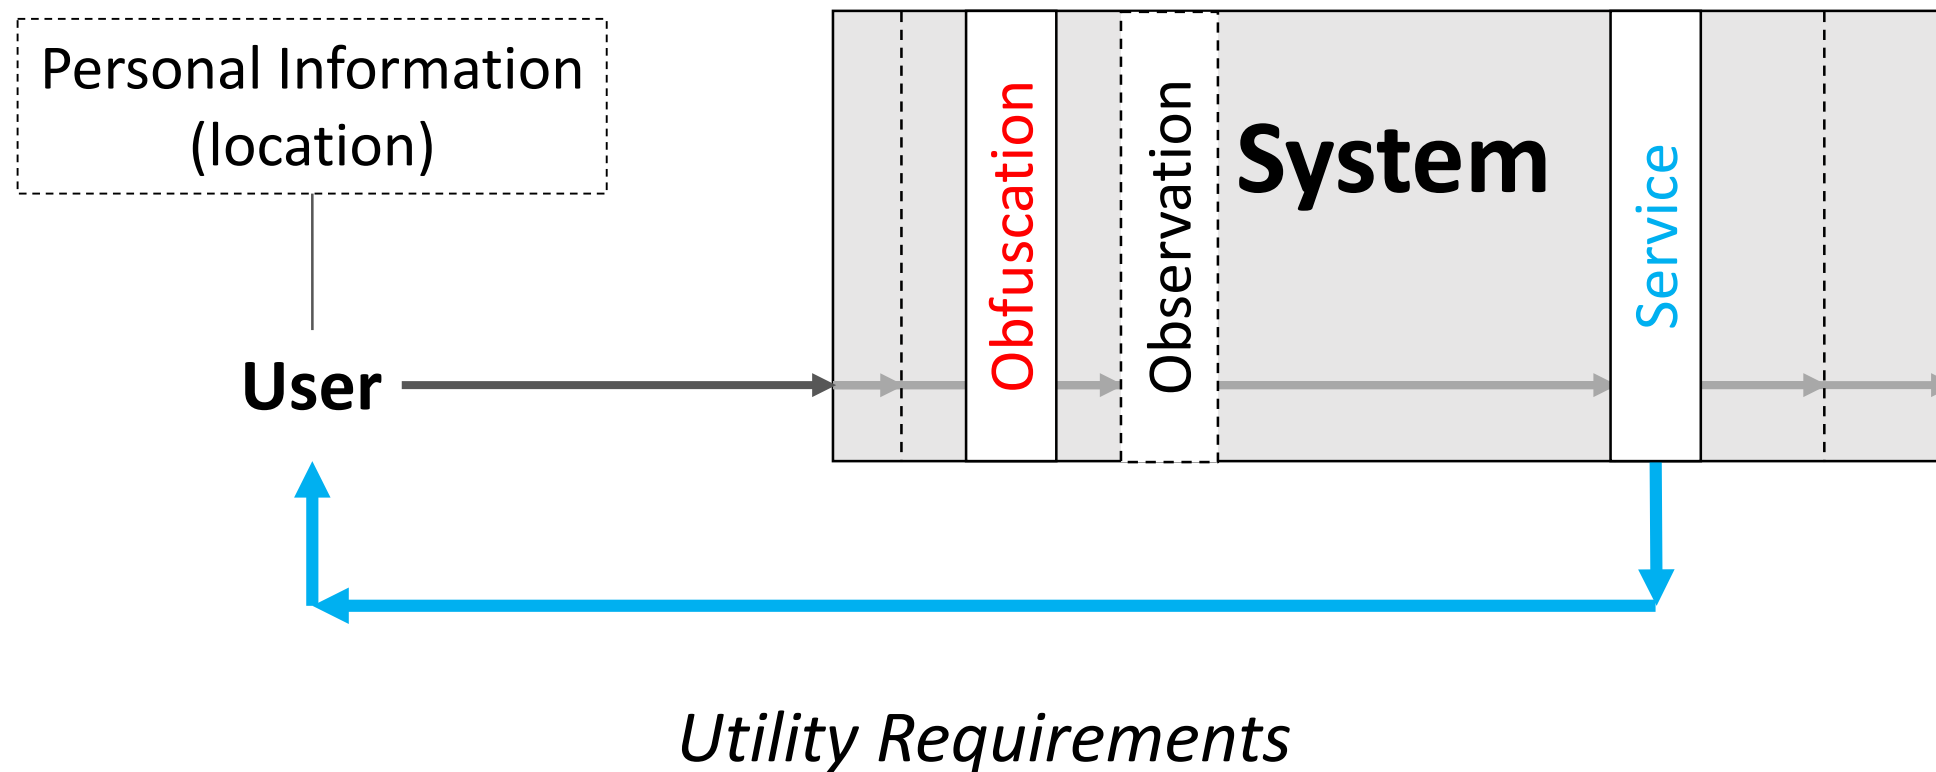 Personal Information
(location)
User
Obfuscation
Observation
System
Service
Utility Requirements